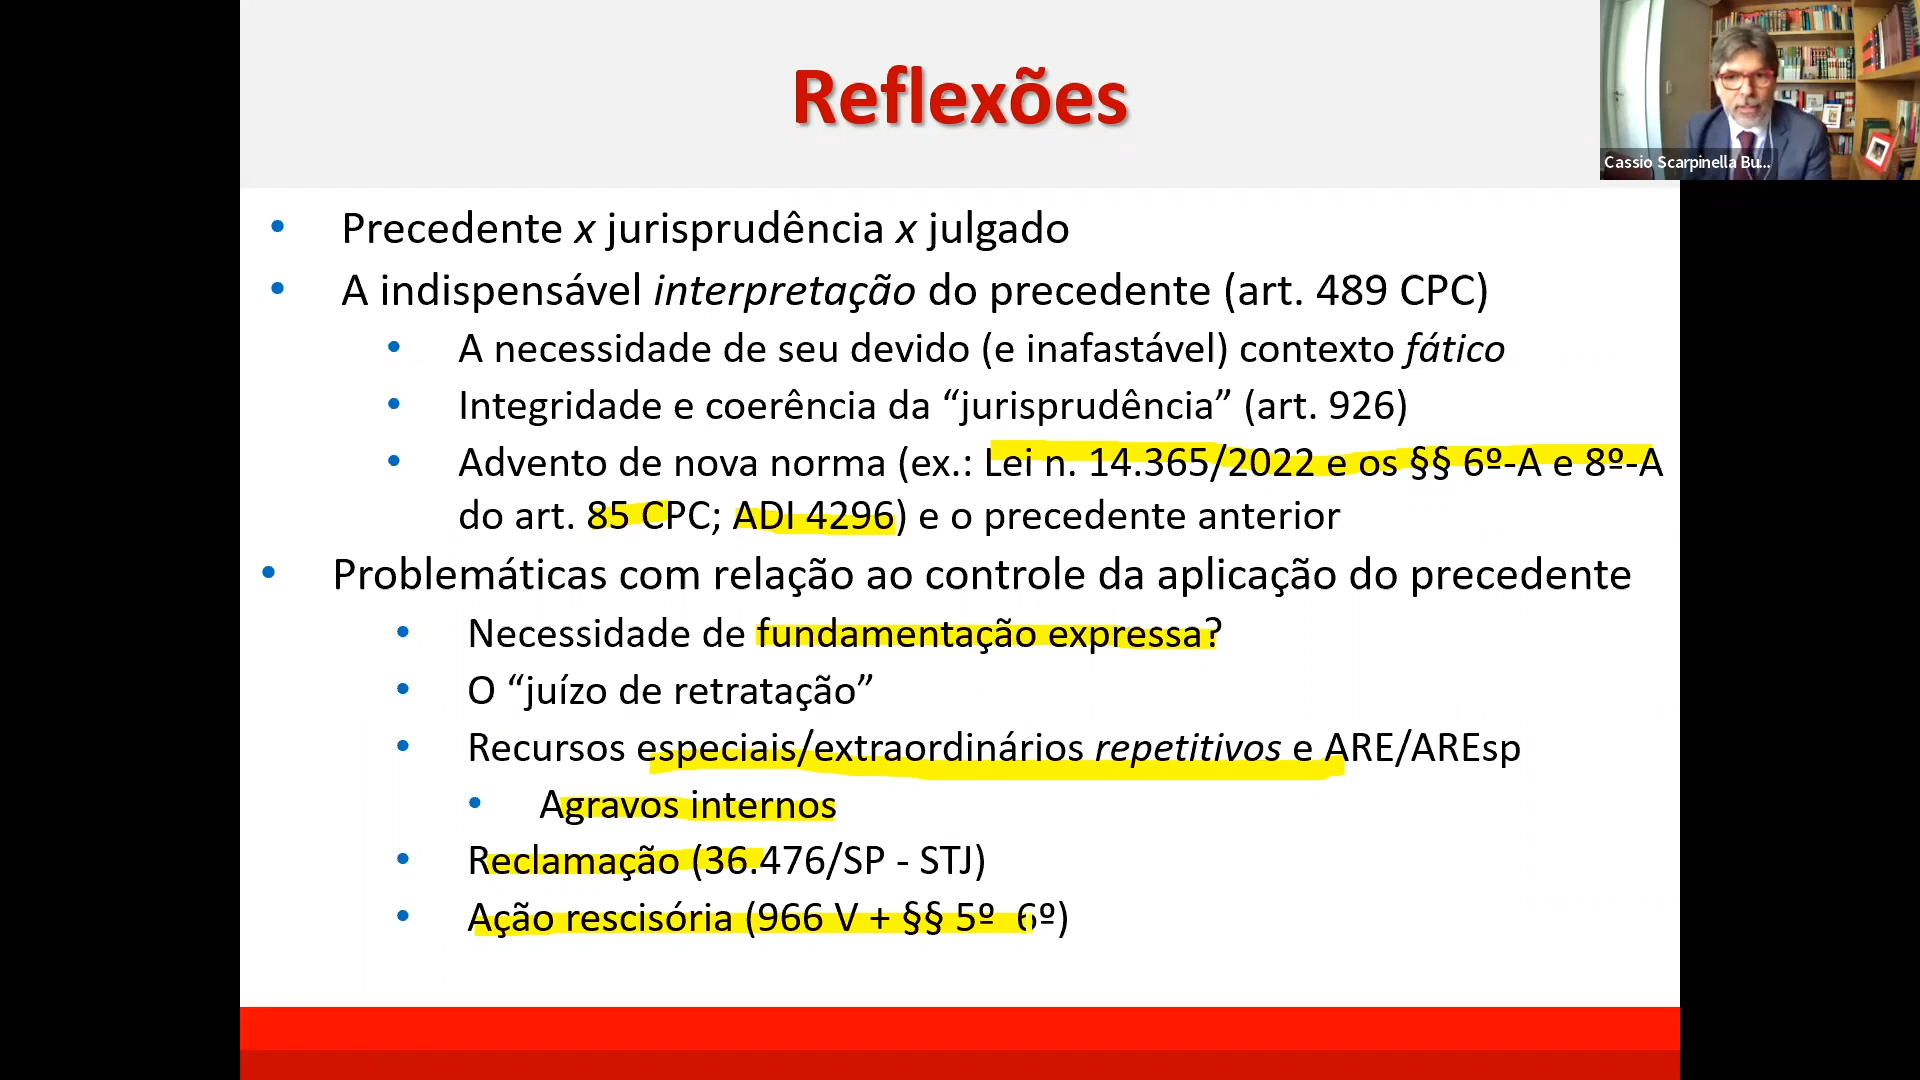 Reflexões
Cassio Scarpinella Bu...
• Precedente x jurisprudência x julgado
• A indispensável interpretação do precedente (art. 489 CPC)
• A necessidade de seu devido (e inafastável) contexto fático
• Integridade e coerência da “jurisprudência” (art. 926)
• Advento de nova norma (ex.: Lei n. 14.365/2022 e os §§ 6º-A e 8º-A
do art. 85 CPC; ADI 4296) e o precedente anterior
• Problemáticas com relação ao controle da aplicação do precedente
• Necessidade de fundamentação expressa?
• O “juízo de retratação”
• Recursos especiais/extraordinários repetitivos e ARE/AREsp
• Agravos internos
• Reclamação (36.476/SP - STJ)
• Ação rescisória (966 V + §§ 5º 6º)